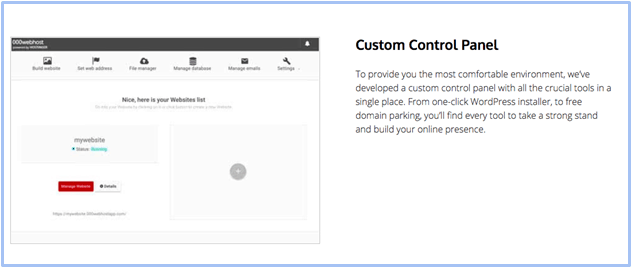 000webhost
powered by HOSTINGER
Build website
Set web address
File manager
Manage database
Manage emails
Settings
Nice, here is your Websites list
mywebsite
Status: Running
Manage Website
Details
https://mywebsite.000webhostapp.com/
Custom Control Panel
To provide you the most comfortable environment, we've
developed a custom control panel with all the crucial tools in a
single place. From one-click WordPress installer, to free
domain parking, you'll find every tool to take a strong stand
and build your online presence.